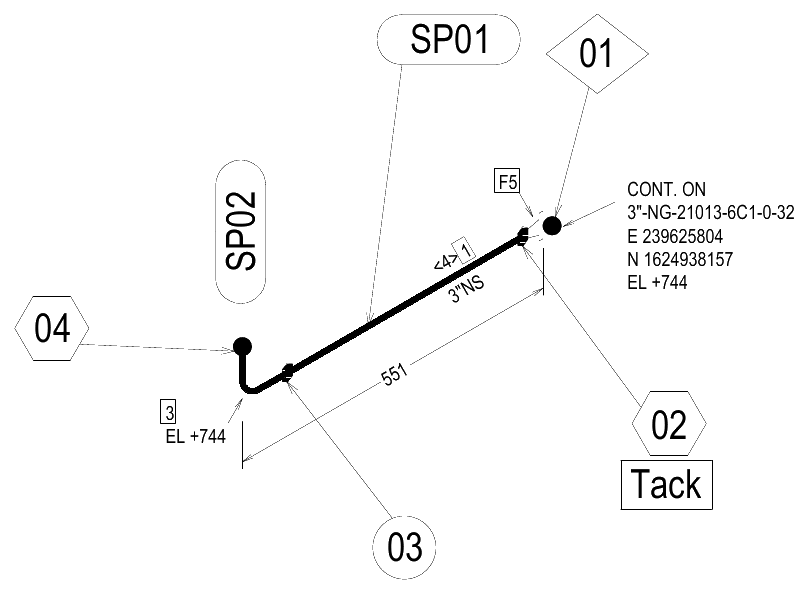 SP01
01
F5
CONT. ON
3"-NG-21013-6C1-0-32
E 239625804
N 1624938157
EL +744
SP02
<4> 1
3"NS
04
551
3
EL +744
02
Tack
03